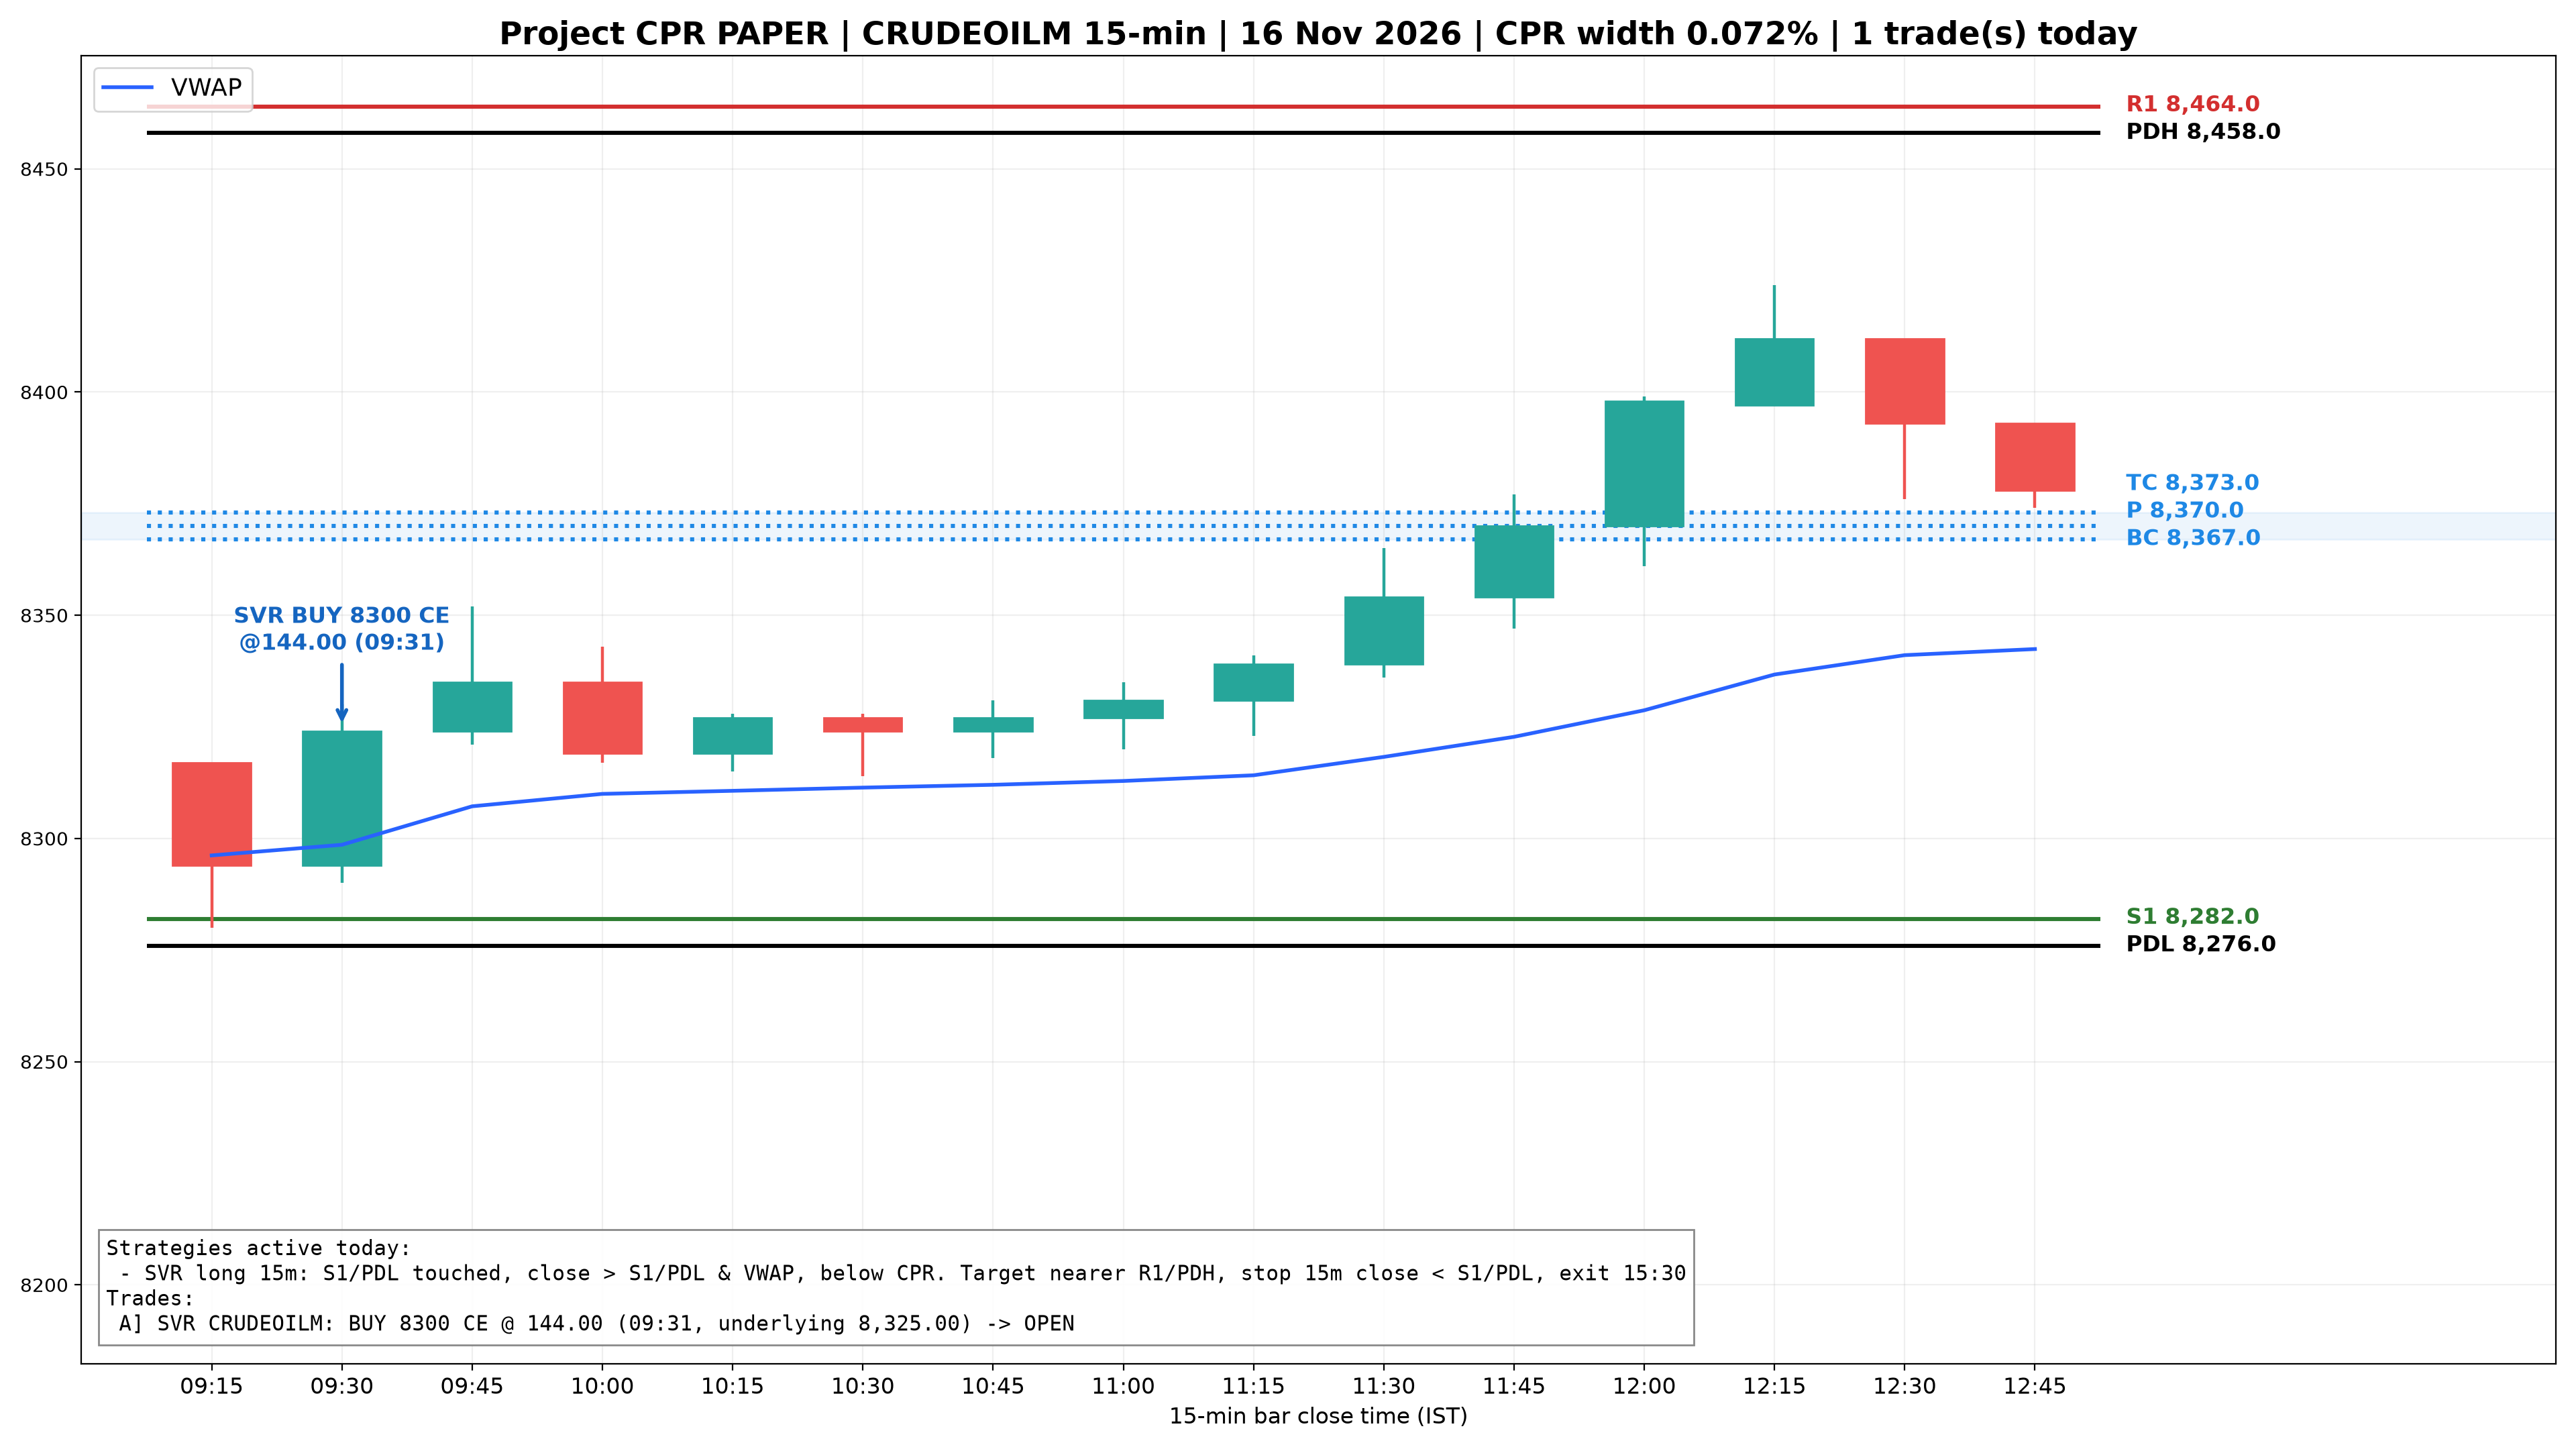 Project CPR PAPER | CRUDEOILM 15-min | 16 Nov 2026 | CPR width 0.072% | 1 trade(s) today
VWAP
R1 8,464.0
PDH 8,458.0
8450
8400
TC 8,373.0
P 8,370.0
BC 8,367.0
8350
SVR BUY 8300 CE
@144.00 (09:31)
8300
S1 8,282.0
PDL 8,276.0
8250
8200
Strategies active today:
- SVR long 15m: S1/PDL touched, close > S1/PDL & VWAP, below CPR. Target nearer R1/PDH, stop 15m close < S1/PDL, exit 15:30
Trades:
A] SVR CRUDEOILM: BUY 8300 CE @ 144.00 (09:31, underlying 8,325.00) -> OPEN
09:15 09:30 09:45 10:00 10:15 10:30 10:45 11:00 11:15 11:30 11:45 12:00 12:15 12:30 12:45
15-min bar close time (IST)